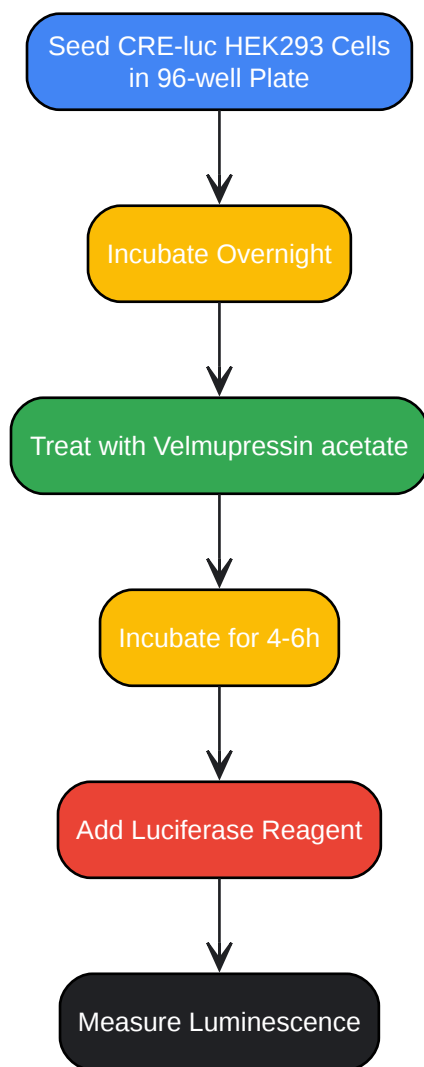 Seed CRE-luc HEK293 Cells
in 96-well Plate
Incubate Overnight
Treat with Velmupressin acetate
Incubate for 4-6h
Add Luciferase Reagent
Measure Luminescence